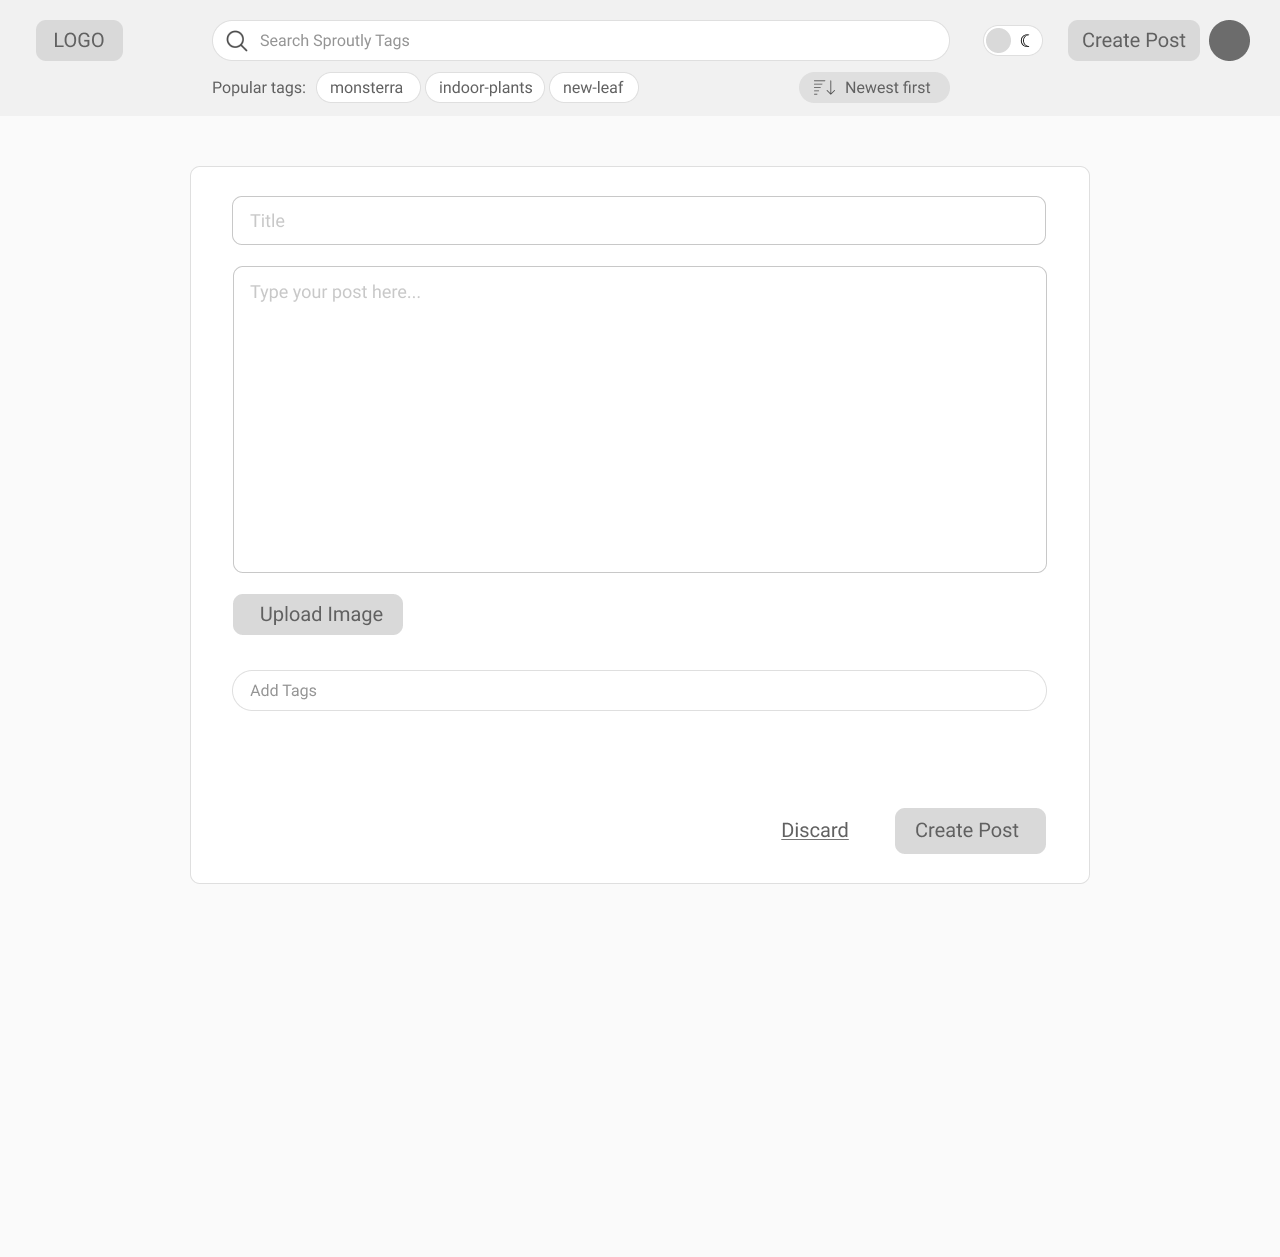 LOGO
Search Sproutly Tags
Create Post
Popular tags:
monsterra
indoor-plants
new-leaf
Newest first
Title
Type your post here...
Upload Image
Add Tags
Discard
Create Post